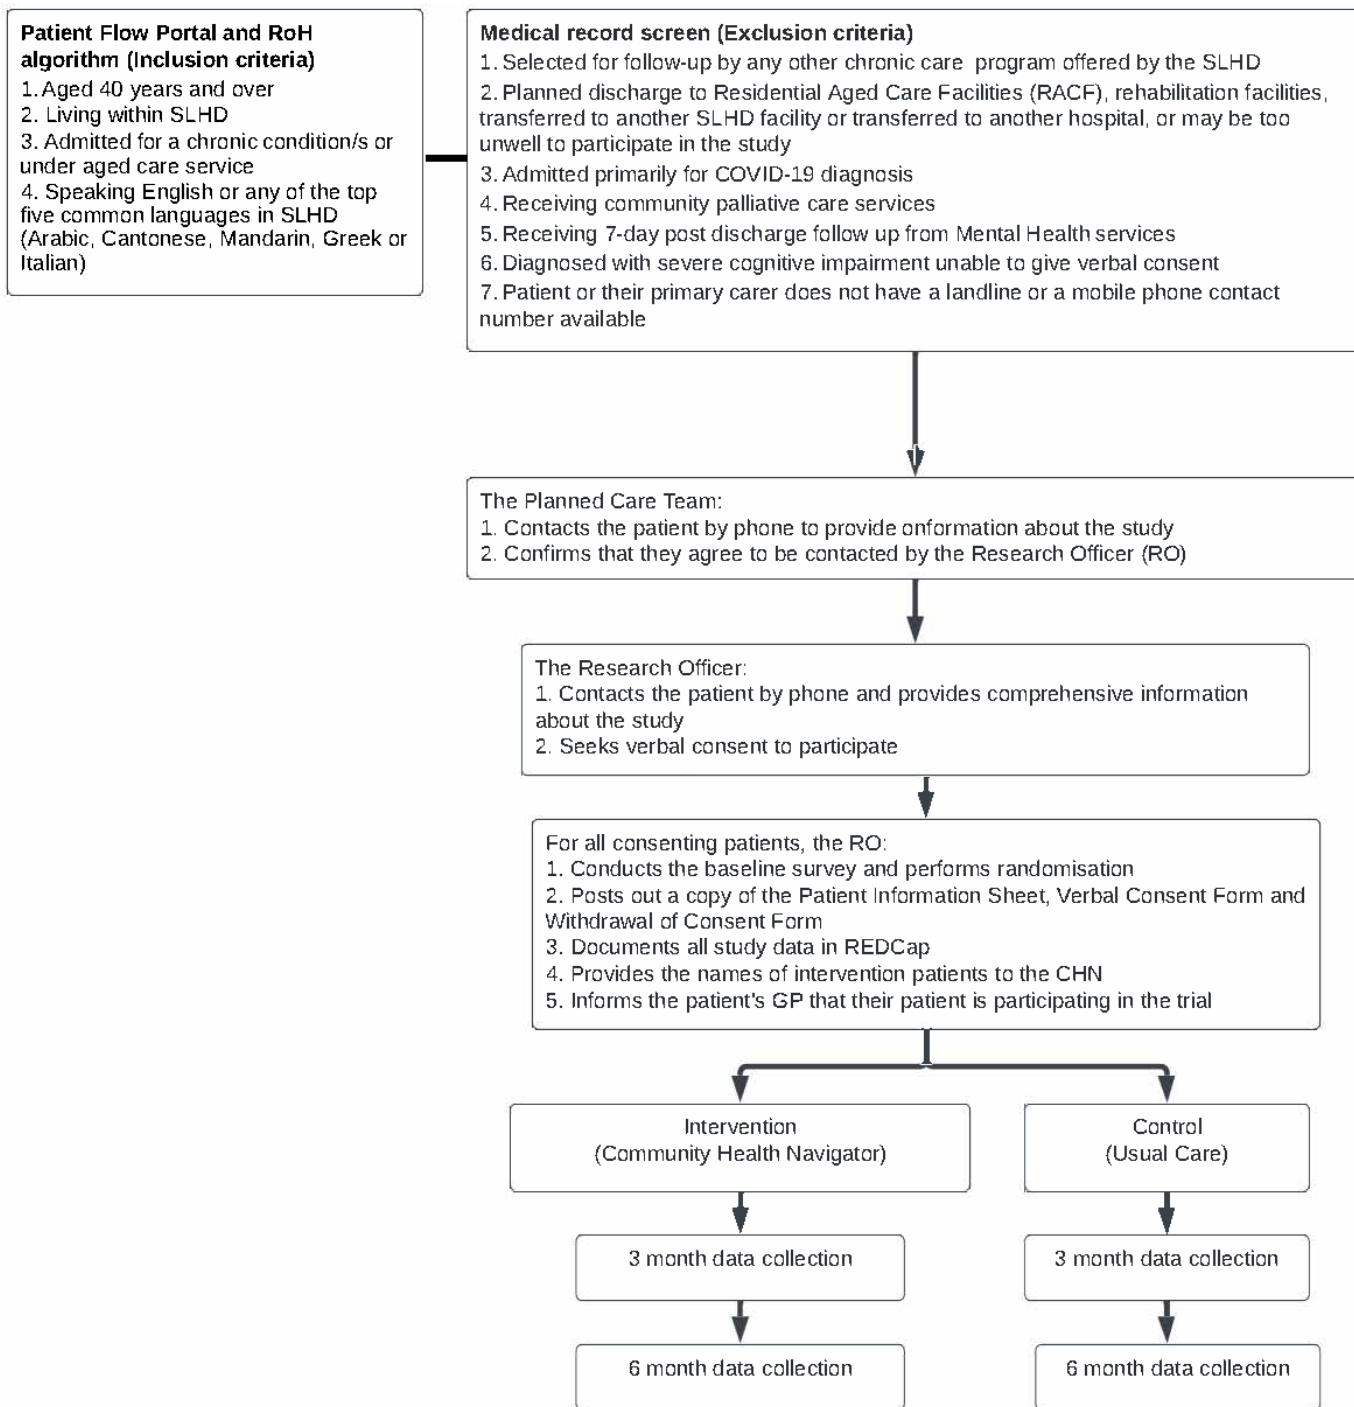 Patient Flow Portal and RoH
algorithm (Inclusion criteria)
1. Aged 40 years and over
2. Living within SLHD
3. Admitted for a chronic condition/s or
under aged care service
4. Speaking English or any of the top
five common languages in SLHD
(Arabic, Cantonese, Mandarin, Greek or
Italian)
Medical record screen (Exclusion criteria)
1. Selected for follow-up by any other chronic care program offered by the SLHD
2. Planned discharge to Residential Aged Care Facilities (RACF), rehabilitation facilities,
transferred to another SLHD facility or transferred to another hospital, or may be too
unwell to participate in the study
3. Admitted primarily for COVID-19 diagnosis
4. Receiving community palliative care services
5. Receiving 7-day post discharge follow up from Mental Health services
6. Diagnosed with severe cognitive impairment unable to give verbal consent
7. Patient or their primary carer does not have a landline or a mobile phone contact
number available
The Planned Care Team:
1. Contacts the patient by phone to provide onformation about the study
2. Confirms that they agree to be contacted by the Research Officer (RO)
The Research Officer:
1. Contacts the patient by phone and provides comprehensive information
about the study
2. Seeks verbal consent to participate
For all consenting patients, the RO:
1. Conducts the baseline survey and performs randomisation
2. Posts out a copy of the Patient Information Sheet, Verbal Consent Form and
Withdrawal of Consent Form
3. Documents all study data in REDCap
4. Provides the names of intervention patients to the CHN
5. Informs the patient's GP that their patient is participating in the trial
Intervention
(Community Health Navigator)
Control
(Usual Care)
3 month data collection
3 month data collection
6 month data collection
6 month data collection